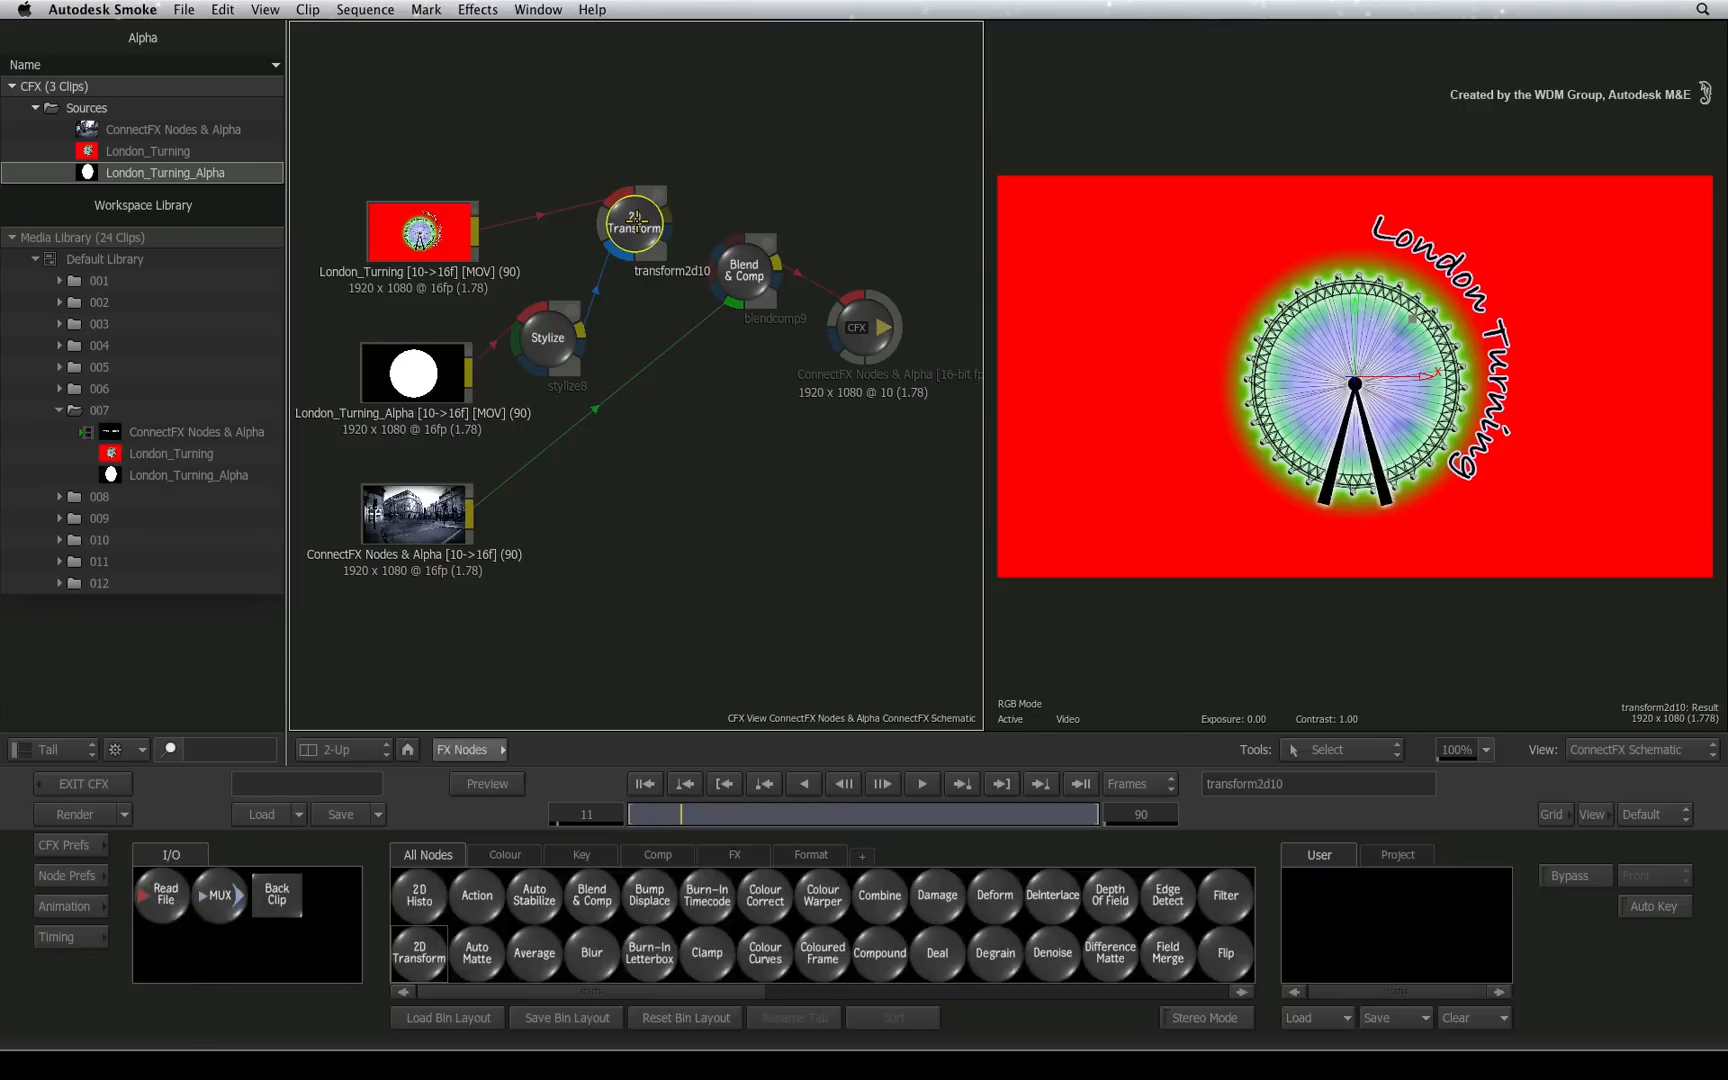 Autodesk Smoke File Edit View Clip Sequence Mark Effects Window Help
Alpha
Name
CFX (3 Clips)
Sources
ConnectFX Nodes & Alpha
London_Turning
London_Turning_Alpha
Workspace Library
Media Library (24 Clips)
Default Library
001
002
003
004
005
006
007
ConnectFX Nodes & Alpha
London_Turning
London_Turning_Alpha
008
009
010
011
012
London_Turning [10->16f] [MOV] (90)
1920 x 1080 @ 16fp (1.78)
Transform
transform2d10
Blend
& Comp
blendcomp9
Stylize
stylize8
London_Turning_Alpha [10->16f] [MOV] (90)
1920 x 1080 @ 16fp (1.78)
CFX
ConnectFX Nodes & Alpha [16-bit fp
1920 x 1080 @ 10 (1.78)
ConnectFX Nodes & Alpha [10->16f] (90)
1920 x 1080 @ 16fp (1.78)
CFX View ConnectFX Nodes & Alpha ConnectFX Schematic
Created by the WDM Group, Autodesk M&E
London Turning
X
RGB Mode
Active Video Exposure: 0.00 Contrast: 1.00
transform2d10: Result
1920 x 1080 (1.778)
Tall 2-Up FX Nodes Tools: Select 100% View: ConnectFX Schematic
EXIT CFX Preview Frames transform2d10
Render Load Save 11 90 Grid View Default
CFX Prefs
Node Prefs
Animation
Timing
I/O
Read
File
MUX
Back
Clip
All Nodes Colour Key Comp FX Format +
2D
Histo
Action
Auto
Stabilize
Blend
& Comp
Bump
Displace
Burn-In
Timecode
Colour
Correct
Colour
Warper
Combine
Damage
Deform
DeInterlace
Depth
Of Field
Edge
Detect
Filter
2D
Transform
Auto
Matte
Average
Blur
Burn-In
Letterbox
Clamp
Colour
Curves
Coloured
Frame
Compound
Deal
Degrain
Denoise
Difference
Matte
Field
Merge
Flip
Load Bin Layout Save Bin Layout Reset Bin Layout Rename Tab Sort Stereo Mode
User Project
Load Save Clear
Bypass Front
Auto Key